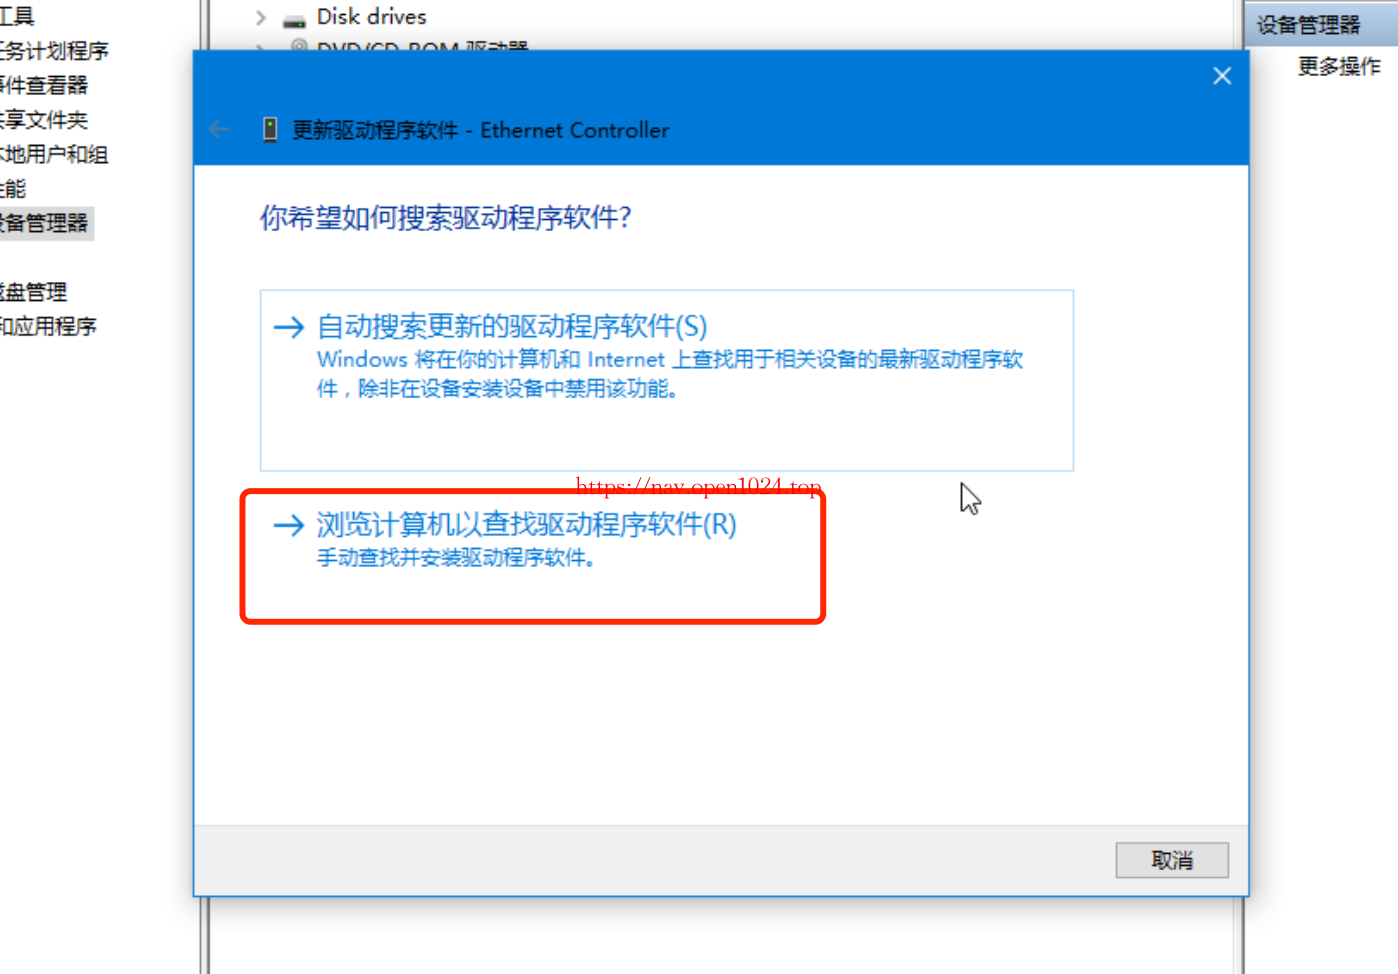 工具
任务计划程序
事件查看器
共享文件夹
本地用户和组
性能
设备管理器
磁盘管理
和应用程序
Disk drives
DVD/CD-ROM 驱动器
设备管理器
更多操作
更新驱动程序软件 - Ethernet Controller
你希望如何搜索驱动程序软件?
自动搜索更新的驱动程序软件(S)
Windows 将在你的计算机和 Internet 上查找用于相关设备的最新驱动程序软
件，除非在设备安装设备中禁用该功能。
https://nav.open1024.top
浏览计算机以查找驱动程序软件(R)
手动查找并安装驱动程序软件。
取消